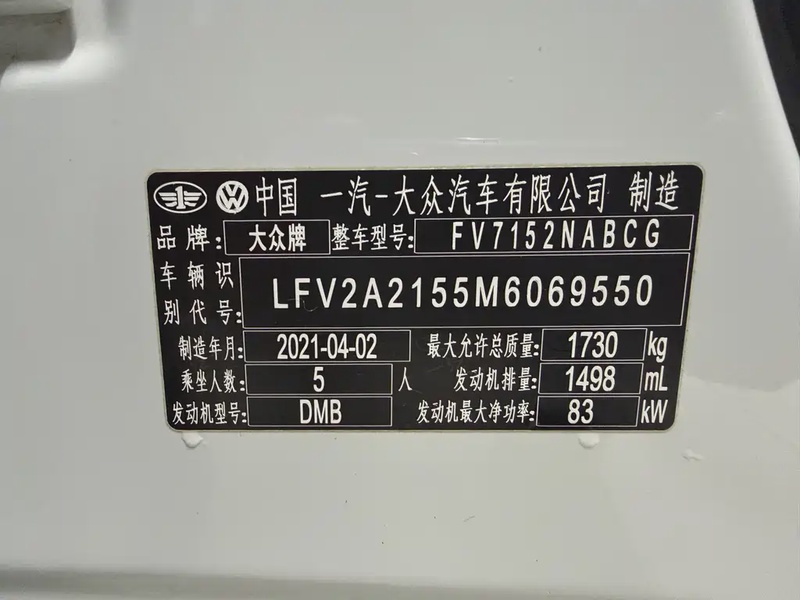 中国 一汽-大众汽车有限公司 制造
品牌: 大众牌 整车型号: FV7152NABCG
车辆识别代号: LFV2A2155M6069550
制造年月: 2021-04-02 最大允许总质量: 1730 kg
乘坐人数: 5 人 发动机排量: 1498 mL
发动机型号: DMB 发动机最大净功率: 83 kW